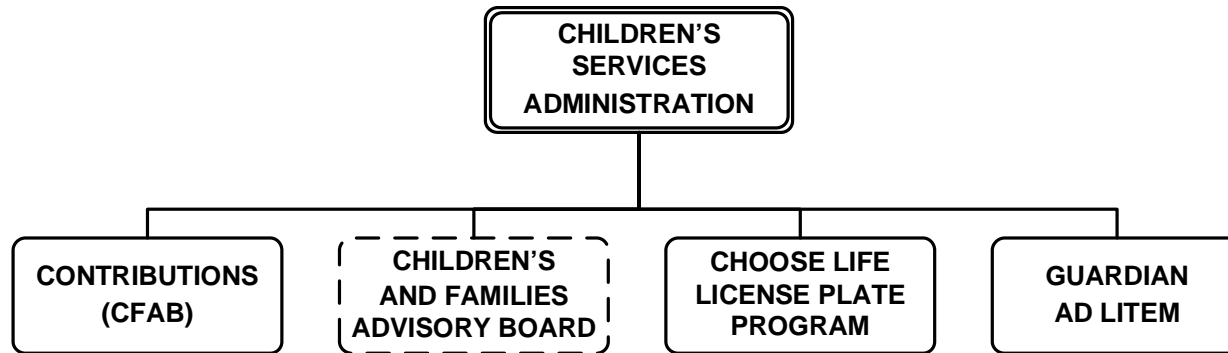 CHILDREN’S
SERVICES
ADMINISTRATION
CONTRIBUTIONS
(CFAB)
CHILDREN’S
AND FAMILIES
ADVISORY BOARD
CHOOSE LIFE
LICENSE PLATE
PROGRAM
GUARDIAN
AD LITEM